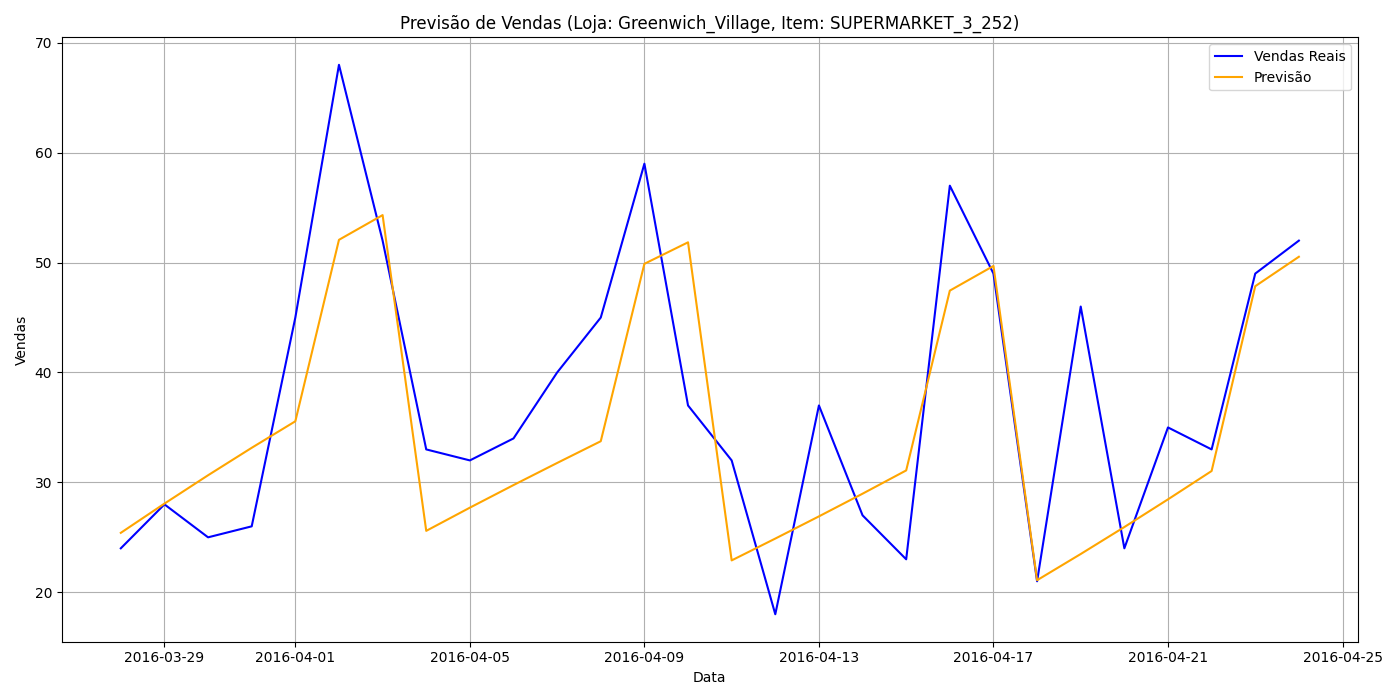 Previsão de Vendas (Loja: Greenwich_Village, Item: SUPERMARKET_3_252)
Vendas Reais
Previsão
Vendas
70
60
50
40
30
20
2016-03-29 2016-04-01 2016-04-05 2016-04-09 2016-04-13 2016-04-17 2016-04-21 2016-04-25
Data